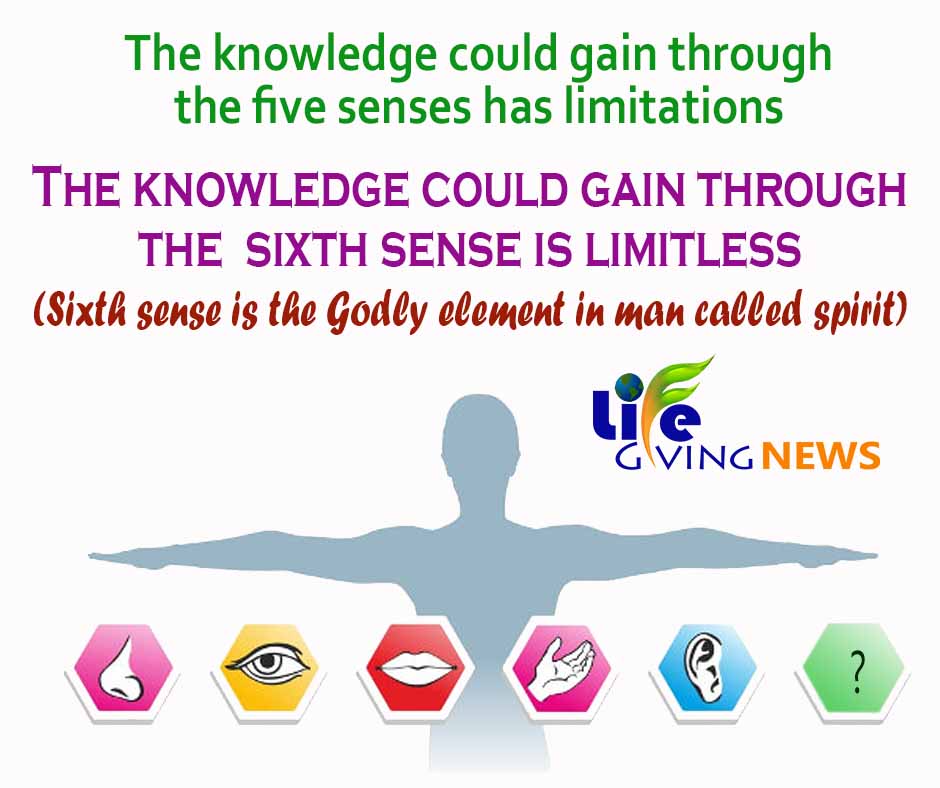 The knowledge could gain through
the five senses has limitations
THE KNOWLEDGE COULD GAIN THROUGH
THE SIXTH SENSE IS LIMITLESS
(Sixth sense is the Godly element in man called spirit)
Life
GIVING NEWS
?